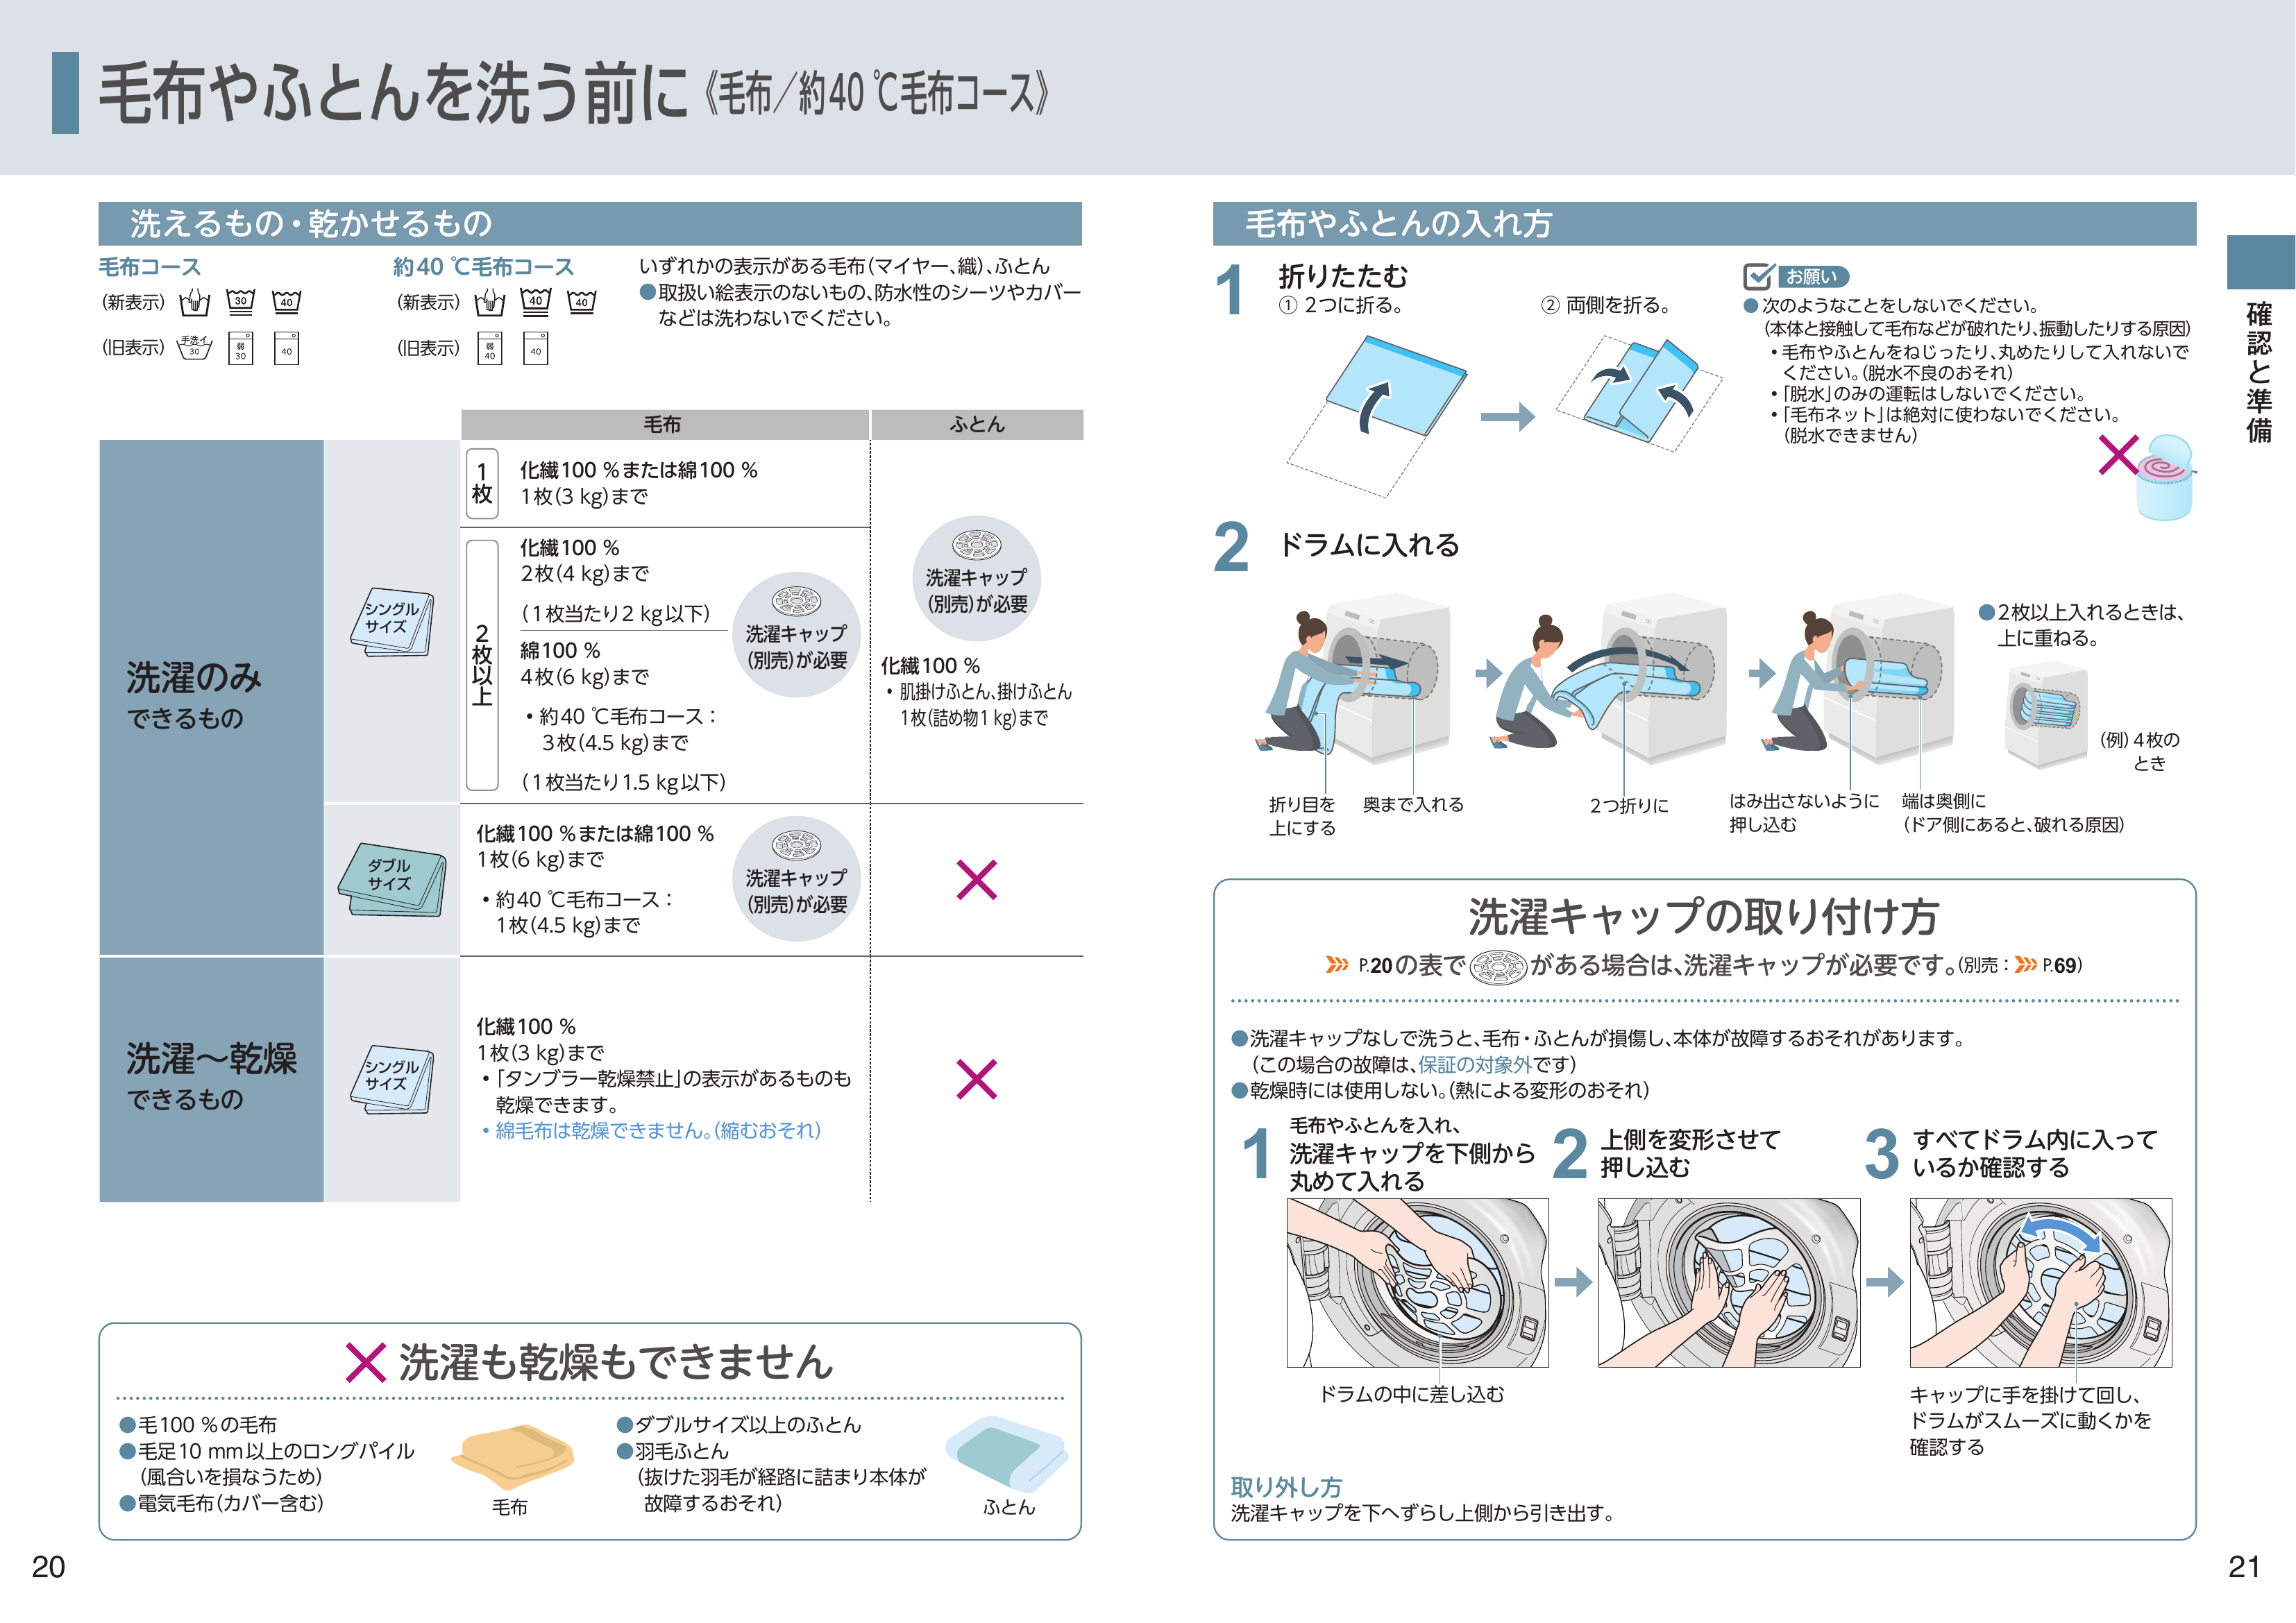 毛布やふとんを洗う前に《毛布／約40 ℃毛布コース》
洗えるもの・乾かせるもの
毛布コース
(新表示) 30 40
(旧表示) 手洗イ 30 弱 30 40
約40 ℃毛布コース
(新表示) 40 40
(旧表示) 弱 40 40
いずれかの表示がある毛布(マイヤー、織)、ふとん
●取扱い絵表示のないもの、防水性のシーツやカバー
などは洗わないでください。
毛布
ふとん
洗濯のみ
できるもの
シングル
サイズ
1枚
化繊100 %または綿100 %
1枚(3 kg)まで
2枚以上
化繊100 %
2枚(4 kg)まで
(1枚当たり2 kg以下)
綿100 %
4枚(6 kg)まで
・約40 ℃毛布コース：
3枚(4.5 kg)まで
(1枚当たり1.5 kg以下)
洗濯キャップ
(別売)が必要
洗濯キャップ
(別売)が必要
化繊100 %
・肌掛けふとん、掛けふとん
1枚(詰め物1 kg)まで
ダブル
サイズ
化繊100 %または綿100 %
1枚(6 kg)まで
・約40 ℃毛布コース：
1枚(4.5 kg)まで
洗濯キャップ
(別売)が必要
洗濯～乾燥
できるもの
シングル
サイズ
化繊100 %
1枚(3 kg)まで
・「タンブラー乾燥禁止」の表示があるものも
乾燥できます。
・綿毛布は乾燥できません。(縮むおそれ)
洗濯も乾燥もできません
●毛100 %の毛布
●毛足10 mm以上のロングパイル
(風合いを損なうため)
●電気毛布(カバー含む)
毛布
●ダブルサイズ以上のふとん
●羽毛ふとん
(抜けた羽毛が経路に詰まり本体が
故障するおそれ)
ふとん
20
毛布やふとんの入れ方
1 折りたたむ
① 2つに折る。
② 両側を折る。
お願い
●次のようなことをしないでください。
(本体と接触して毛布などが破れたり、振動したりする原因)
・毛布やふとんをねじったり、丸めたりして入れないで
ください。(脱水不良のおそれ)
・「脱水」のみの運転はしないでください。
・「毛布ネット」は絶対に使わないでください。
(脱水できません)
確認と準備
2 ドラムに入れる
折り目を
上にする
奥まで入れる
2つ折りに
はみ出さないように
押し込む
端は奥側に
(ドア側にあると、破れる原因)
●2枚以上入れるときは、
上に重ねる。
(例)4枚の
とき
洗濯キャップの取り付け方
P.20の表で がある場合は、洗濯キャップが必要です。(別売： P.69)
●洗濯キャップなしで洗うと、毛布・ふとんが損傷し、本体が故障するおそれがあります。
(この場合の故障は、保証の対象外です)
●乾燥時には使用しない。(熱による変形のおそれ)
1 毛布やふとんを入れ、
洗濯キャップを下側から
丸めて入れる
ドラムの中に差し込む
2 上側を変形させて
押し込む
3 すべてドラム内に入って
いるか確認する
キャップに手を掛けて回し、
ドラムがスムーズに動くかを
確認する
取り外し方
洗濯キャップを下へずらし上側から引き出す。
21